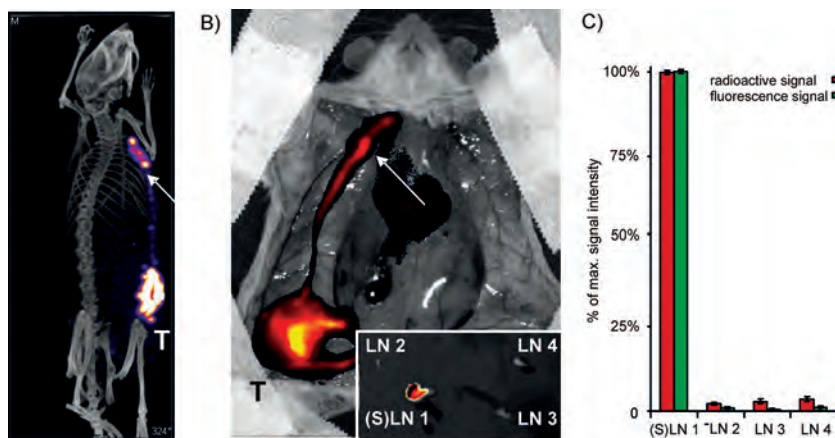 M
T
324°
B)
T
LN 2
LN 4
(S)LN 1
LN 3
C)
% of max. signal intensity
100%
75%
50%
25%
0
radioactive signal
fluorescence signal
(S)LN 1
LN 2
LN 3
LN 4